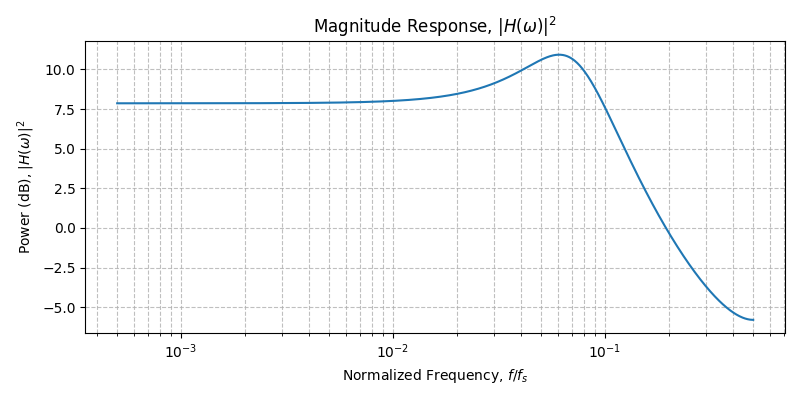 Magnitude Response, |H(ω)|²
Power (dB), |H(ω)|²
10.0
7.5
5.0
2.5
0.0
−2.5
−5.0
10⁻³ 10⁻² 10⁻¹
Normalized Frequency, f/fₛ